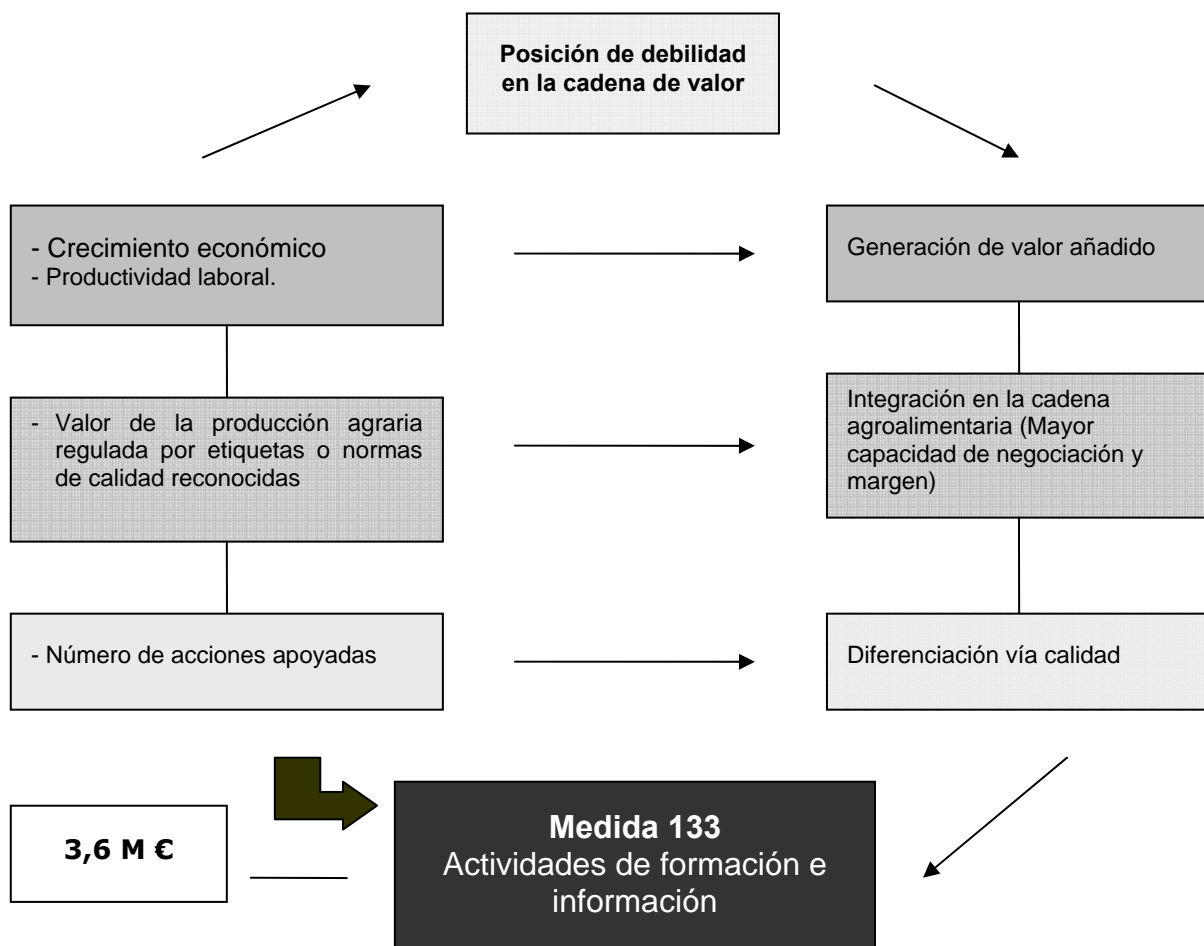 Posición de debilidad
en la cadena de valor
- Crecimiento económico
- Productividad laboral.
Generación de valor añadido
- Valor de la producción agraria
regulada por etiquetas o normas
de calidad reconocidas
Integración en la cadena
agroalimentaria (Mayor
capacidad de negociación y
margen)
- Número de acciones apoyadas
Diferenciación vía calidad
3,6 M €
Medida 133
Actividades de formación e
información